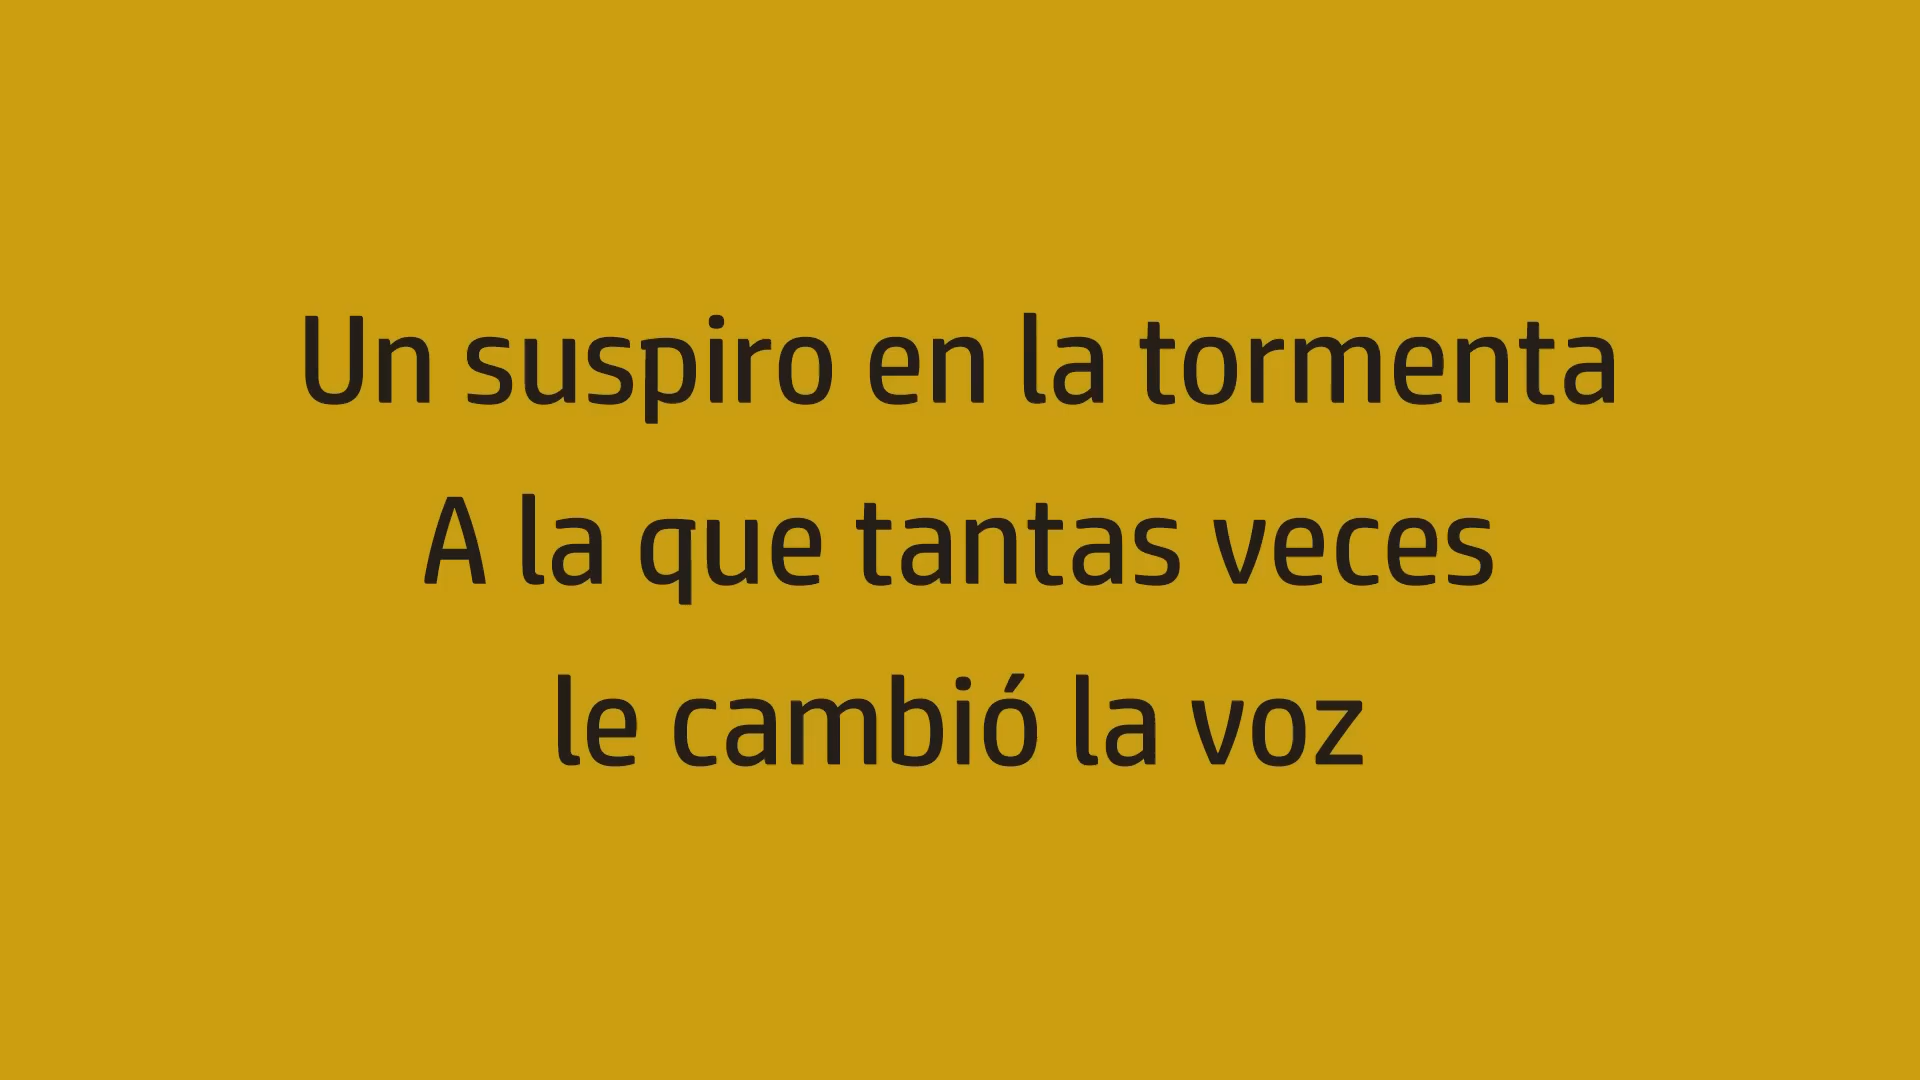 Un suspiro en la tormenta
A la que tantas veces
le cambió la voz